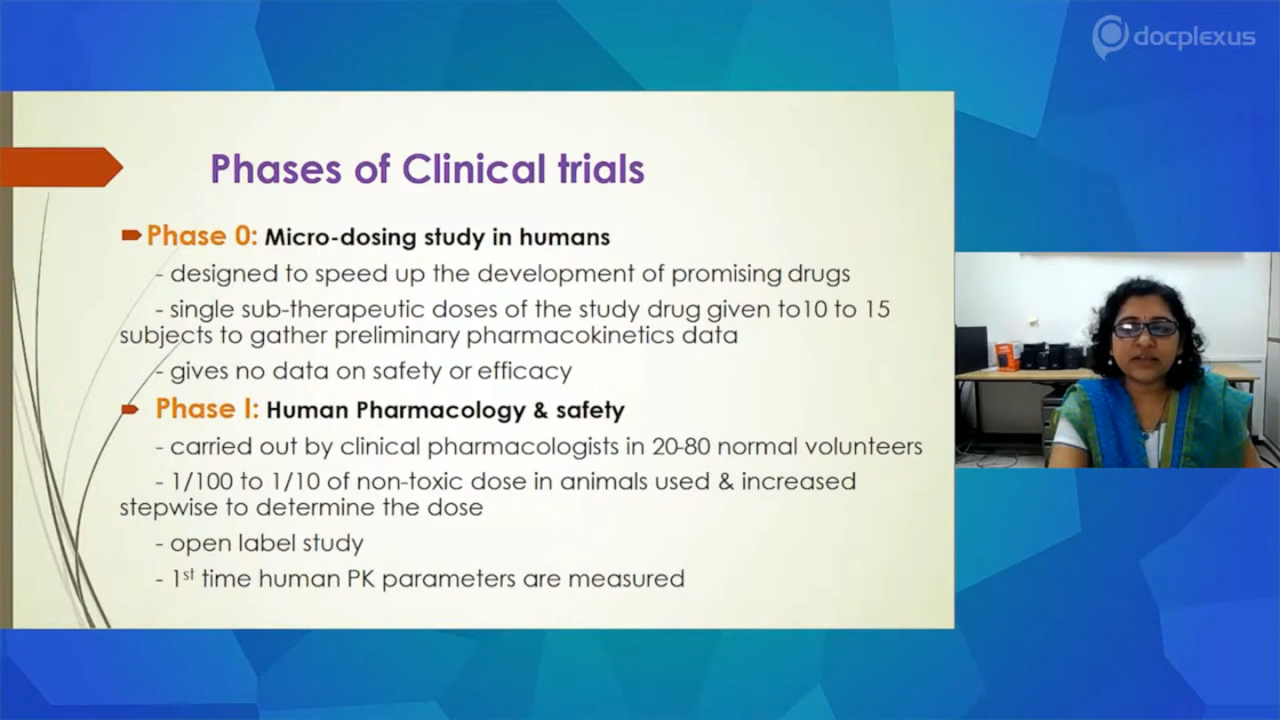 docplexus
Phases of Clinical trials
Phase 0: Micro-dosing study in humans
- designed to speed up the development of promising drugs
- single sub-therapeutic doses of the study drug given to10 to 15
subjects to gather preliminary pharmacokinetics data
- gives no data on safety or efficacy
Phase I: Human Pharmacology & safety
- carried out by clinical pharmacologists in 20-80 normal volunteers
- 1/100 to 1/10 of non-toxic dose in animals used & increased
stepwise to determine the dose
- open label study
- 1st time human PK parameters are measured